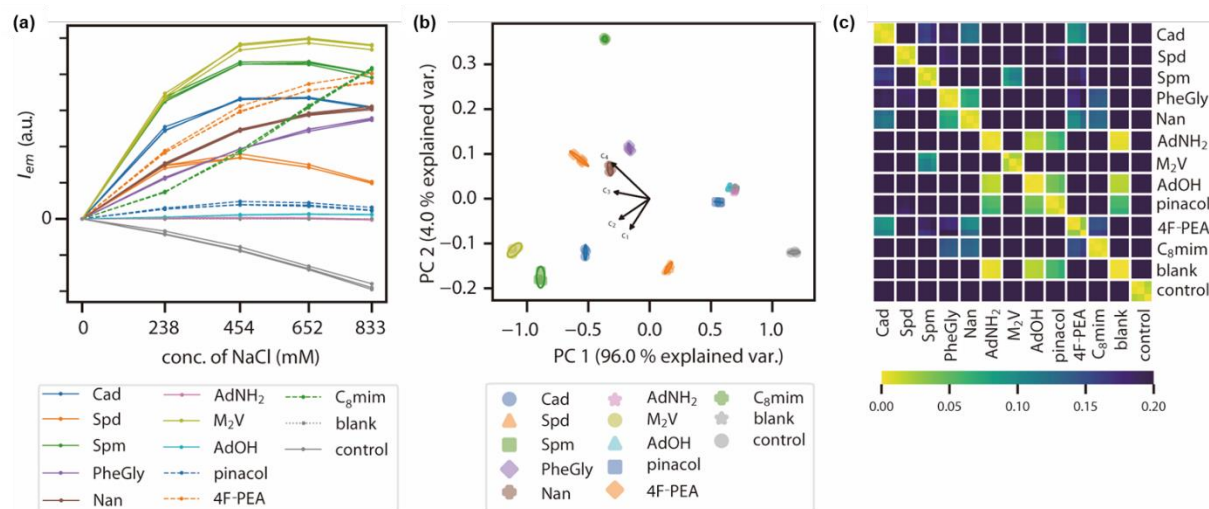 (a)
I_em (a.u)
0
0 238 454 652 833
conc. of NaCl (mM)
Cad
Spd
Spm
PheGly
Nan
AdNH₂
M₂V
AdOH
pinacol
4F-PEA
C₈mim
blank
control
(b)
PC 2 (4.0 % explained var.)
0.3
0.2
0.1
0.0
-0.1
-0.2
C₄
C₃
C₂
C₁
-1.0 -0.5 0.0 0.5 1.0
PC 1 (96.0 % explained var.)
Cad
Spd
Spm
PheGly
Nan
AdNH₂
M₂V
AdOH
pinacol
4F-PEA
C₈mim
blank
control
(c)
Cad
Spd
Spm
PheGly
Nan
AdNH₂
M₂V
AdOH
pinacol
4F-PEA
C₈mim
blank
control
Cad
Spd
Spm
PheGly
Nan
AdNH₂
M₂V
AdOH
pinacol
4F-PEA
C₈mim
blank
control
0.00 0.05 0.10 0.15 0.20